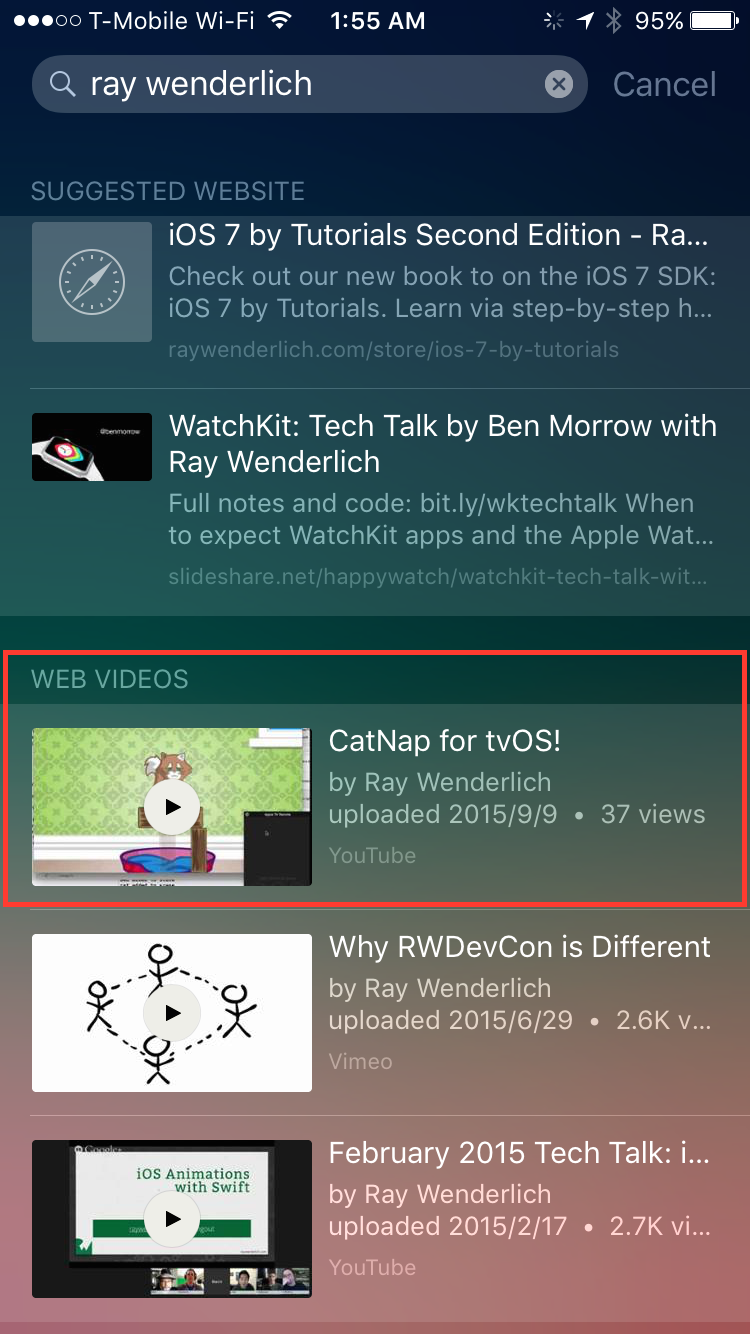 T-Mobile Wi-Fi 1:55 AM 95%
ray wenderlich Cancel
SUGGESTED WEBSITE
iOS 7 by Tutorials Second Edition - Ra...
Check out our new book to on the iOS 7 SDK:
iOS 7 by Tutorials. Learn via step-by-step h...
raywenderlich.com/store/ios-7-by-tutorials
@benmorrow
WatchKit: Tech Talk by Ben Morrow with
Ray Wenderlich
Full notes and code: bit.ly/wktechtalk When
to expect WatchKit apps and the Apple Wat...
slideshare.net/happywatch/watchkit-tech-talk-wit...
WEB VIDEOS
CatNap for tvOS!
by Ray Wenderlich
uploaded 2015/9/9 • 37 views
YouTube
Why RWDevCon is Different
by Ray Wenderlich
uploaded 2015/6/29 • 2.6K v...
Vimeo
Google+
iOS Animations
with Swift
February 2015 Tech Talk: i...
by Ray Wenderlich
uploaded 2015/2/17 • 2.7K vi...
YouTube